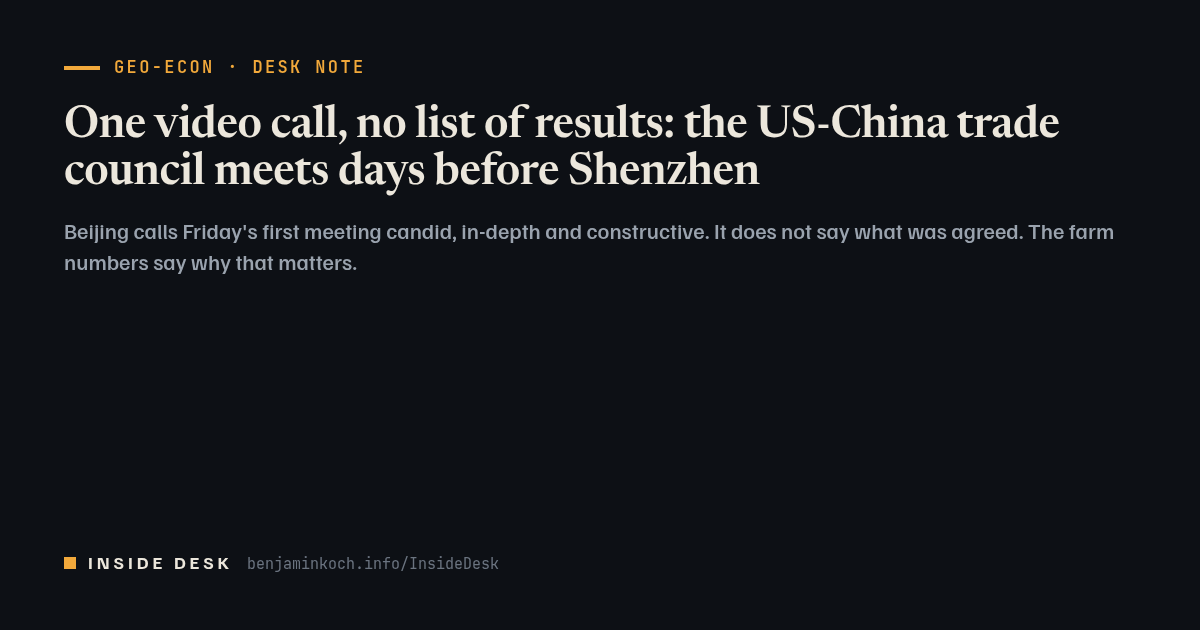 GEO-ECON · DESK NOTE
One video call, no list of results: the US-China trade
council meets days before Shenzhen
Beijing calls Friday's first meeting candid, in-depth and constructive. It does not say what was agreed. The farm
numbers say why that matters.
INSIDE DESK benjaminkoch.info/InsideDesk